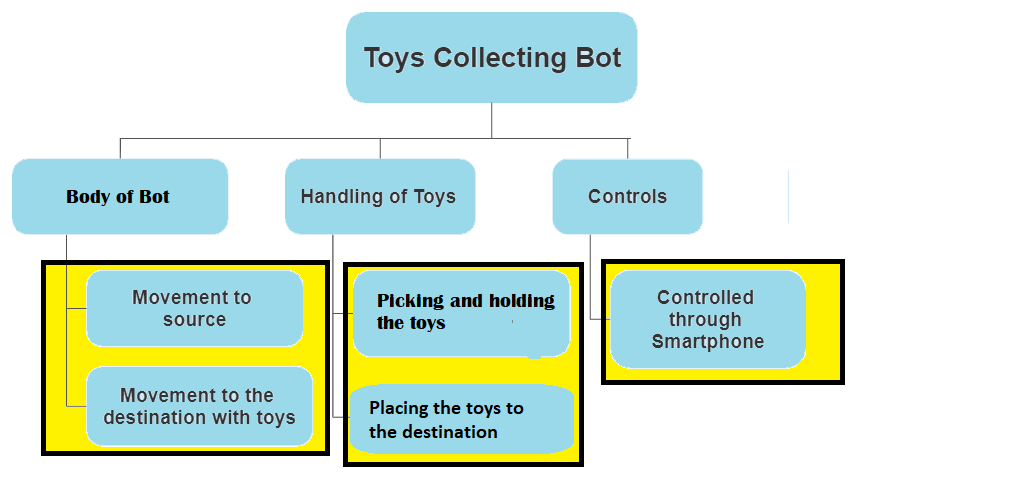 Toys Collecting Bot
Body of Bot
Handling of Toys
Controls
Movement to
source
Movement to the
destination with toys
Picking and holding
the toys
Placing the toys to
the destination
Controlled
through
Smartphone